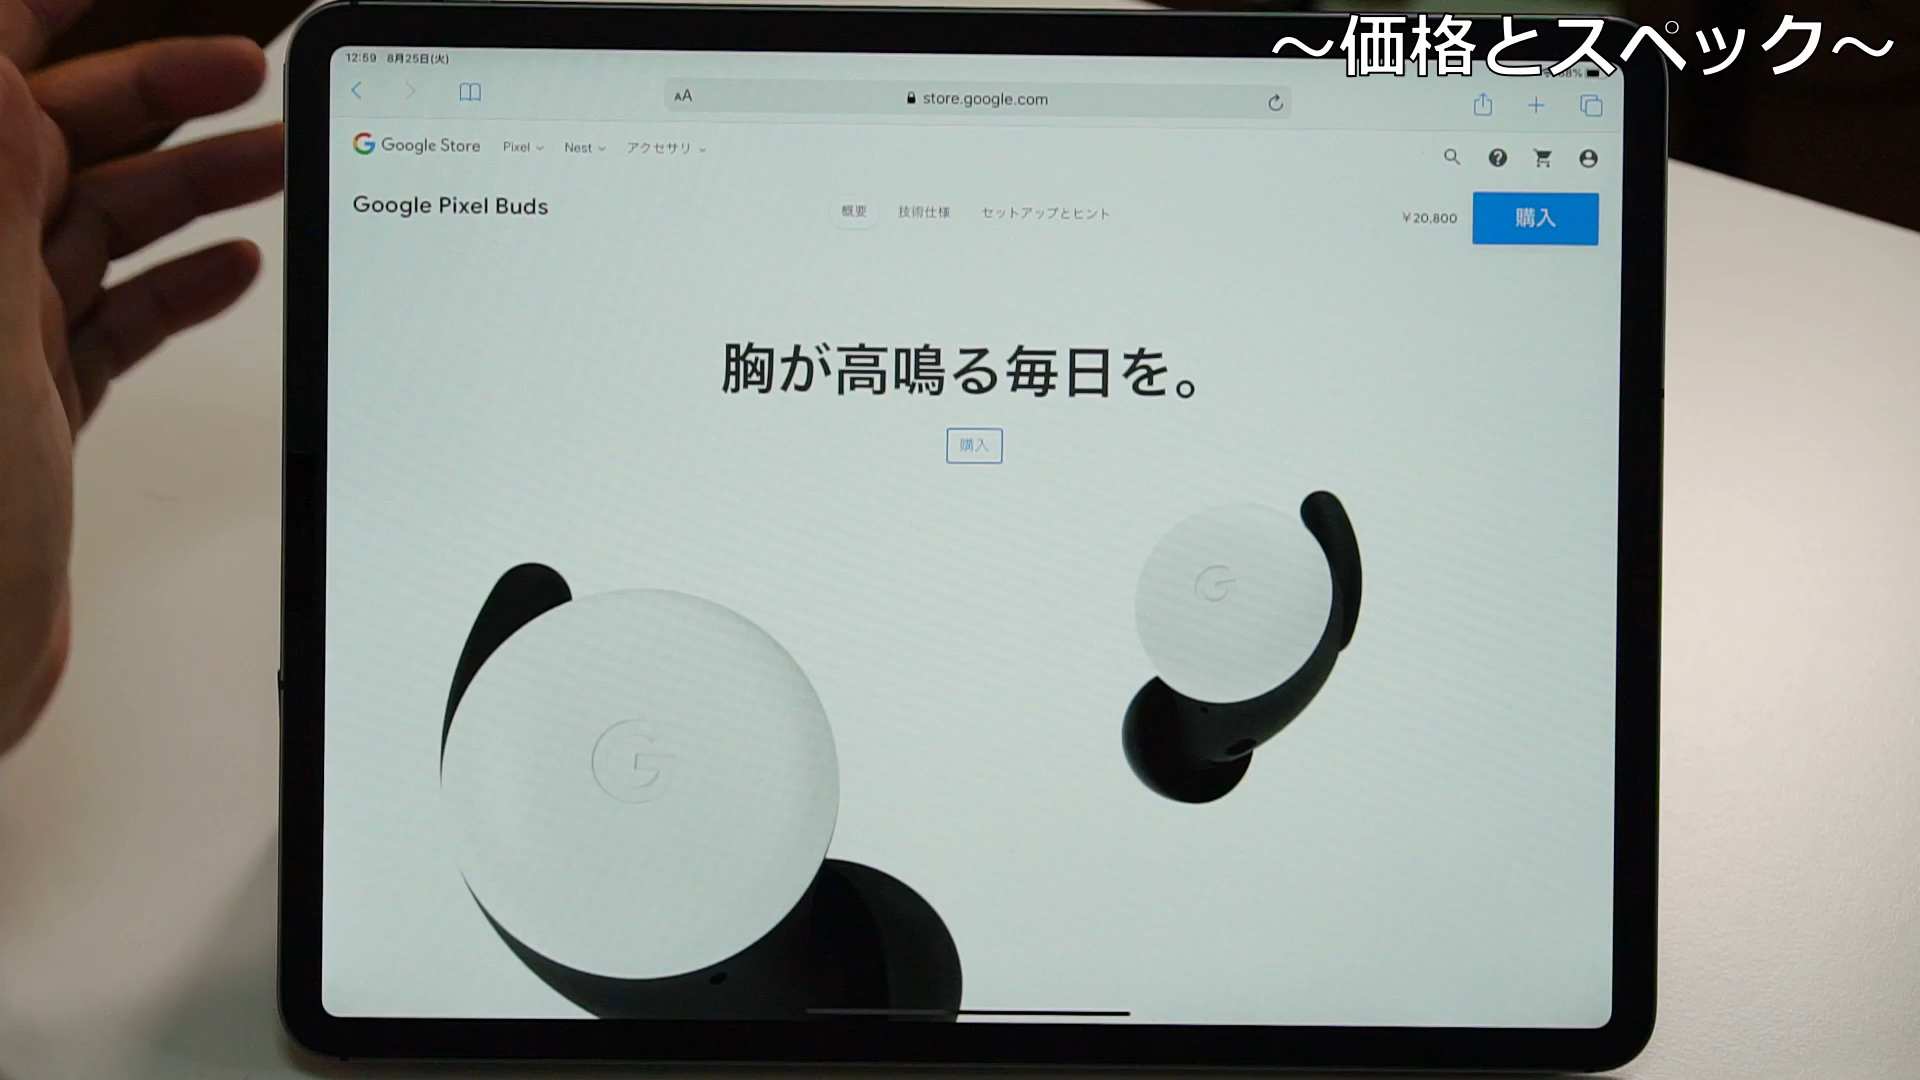 ～価格とスペック～
12:59 8月25日(火)
AA store.google.com
Google Store Pixel Nest アクセサリ
Google Pixel Buds 概要 技術仕様 セットアップとヒント ￥20,800 購入
胸が高鳴る毎日を。
購入